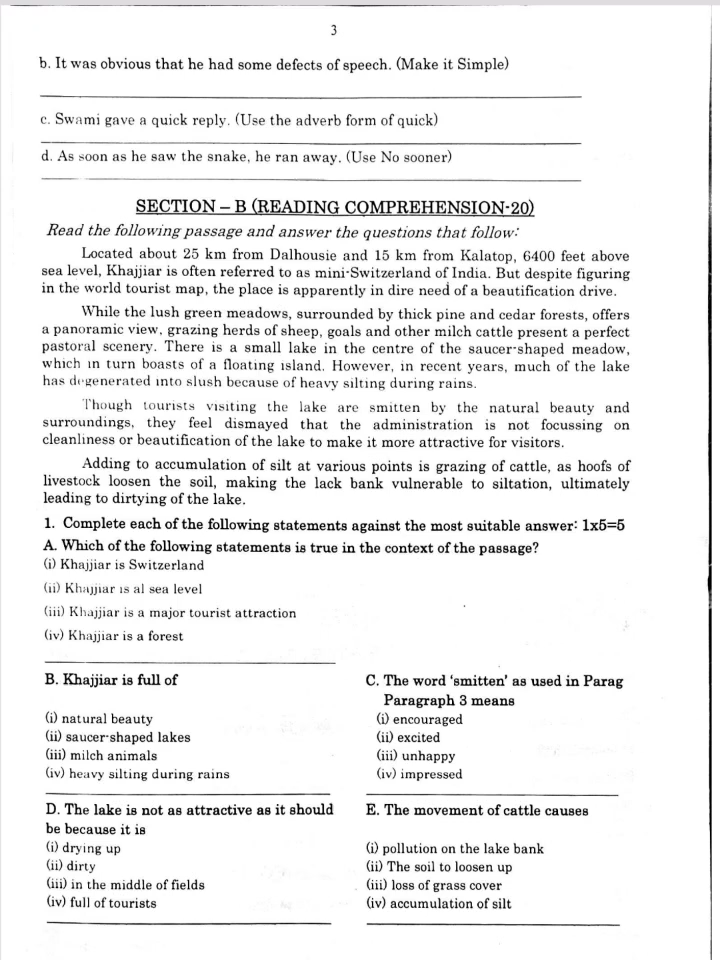 3
b. It was obvious that he had some defects of speech. (Make it Simple)
c. Swami gave a quick reply. (Use the adverb form of quick)
d. As soon as he saw the snake, he ran away. (Use No sooner)
SECTION – B (READING COMPREHENSION-20)
Read the following passage and answer the questions that follow:
Located about 25 km from Dalhousie and 15 km from Kalatop, 6400 feet above
sea level, Khajjiar is often referred to as mini-Switzerland of India. But despite figuring
in the world tourist map, the place is apparently in dire need of a beautification drive.
While the lush green meadows, surrounded by thick pine and cedar forests, offers
a panoramic view, grazing herds of sheep, goals and other milch cattle present a perfect
pastoral scenery. There is a small lake in the centre of the saucer-shaped meadow,
which in turn boasts of a floating island. However, in recent years, much of the lake
has degenerated into slush because of heavy silting during rains.
Though tourists visiting the lake are smitten by the natural beauty and
surroundings, they feel dismayed that the administration is not focussing on
cleanliness or beautification of the lake to make it more attractive for visitors.
Adding to accumulation of silt at various points is grazing of cattle, as hoofs of
livestock loosen the soil, making the lack bank vulnerable to siltation, ultimately
leading to dirtying of the lake.
1. Complete each of the following statements against the most suitable answer: 1x5=5
A. Which of the following statements is true in the context of the passage?
(i) Khajjiar is Switzerland
(ii) Khajjiar is al sea level
(iii) Khajjiar is a major tourist attraction
(iv) Khajjiar is a forest
B. Khajjiar is full of
(i) natural beauty
(ii) saucer-shaped lakes
(iii) milch animals
(iv) heavy silting during rains
C. The word 'smitten' as used in Parag
Paragraph 3 means
(i) encouraged
(ii) excited
(iii) unhappy
(iv) impressed
D. The lake is not as attractive as it should
be because it is
(i) drying up
(ii) dirty
(iii) in the middle of fields
(iv) full of tourists
E. The movement of cattle causes
(i) pollution on the lake bank
(ii) The soil to loosen up
(iii) loss of grass cover
(iv) accumulation of silt